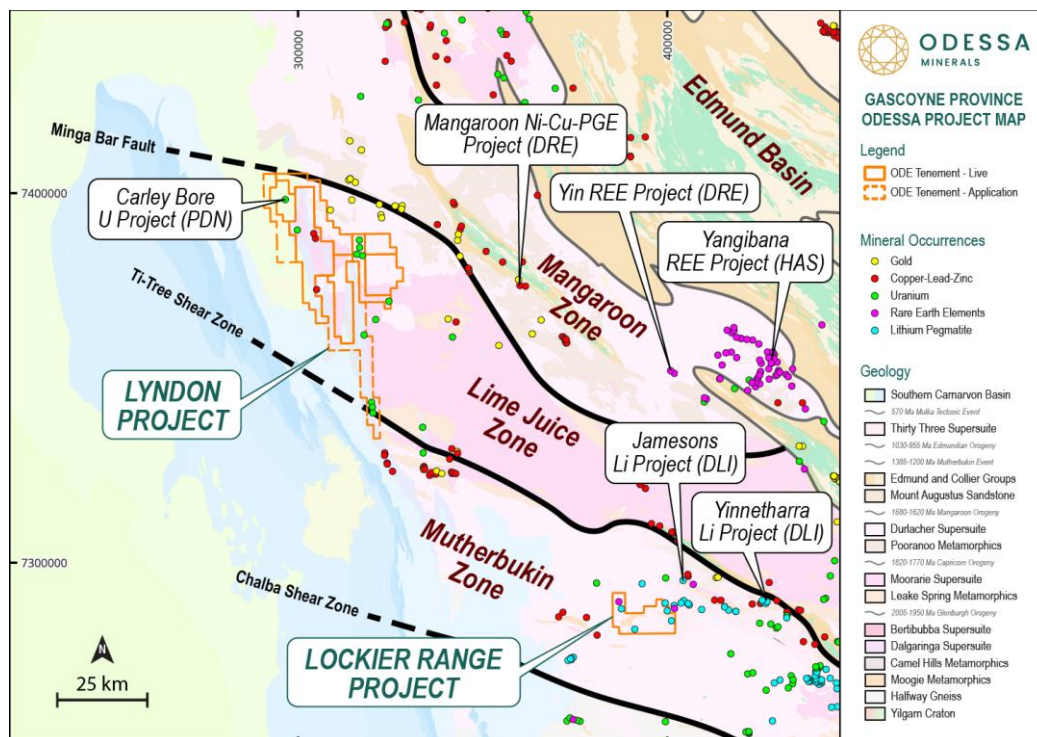 300000
400000
7400000
7300000
Minga Bar Fault
Ti-Tree Shear Zone
Chalba Shear Zone
Carley Bore
U Project (PDN)
Mangaroon Ni-Cu-PGE
Project (DRE)
Yin REE Project (DRE)
Yangibana
REE Project (HAS)
Edmund Basin
Mangaroon
Zone
Lime Juice
Zone
Mutherbukin
Zone
LYNDON
PROJECT
Jamesons
Li Project (DLI)
Yinnetharra
Li Project (DLI)
LOCKIER RANGE
PROJECT
N
25 km
ODESSA
MINERALS
GASCOYNE PROVINCE
ODESSA PROJECT MAP
Legend
ODE Tenement - Live
ODE Tenement - Application
Mineral Occurrences
Gold
Copper-Lead-Zinc
Uranium
Rare Earth Elements
Lithium Pegmatite
Geology
Southern Carnarvon Basin
570 Ma Mulka Tectonic Event
Thirty Three Supersuite
1030-955 Ma Edmundian Orogeny
1385-1200 Ma Mutherbukin Event
Edmund and Collier Groups
Mount Augustus Sandstone
1680-1620 Ma Mangaroon Orogeny
Durlacher Supersuite
Pooranoo Metamorphics
1820-1770 Ma Capricorn Orogeny
Moorarie Supersuite
Leake Spring Metamorphics
2005-1950 Ma Glenburgh Orogeny
Bertibubba Supersuite
Dalgaringa Supersuite
Camel Hills Metamorphics
Moogie Metamorphics
Halfway Gneiss
Yilgarn Craton